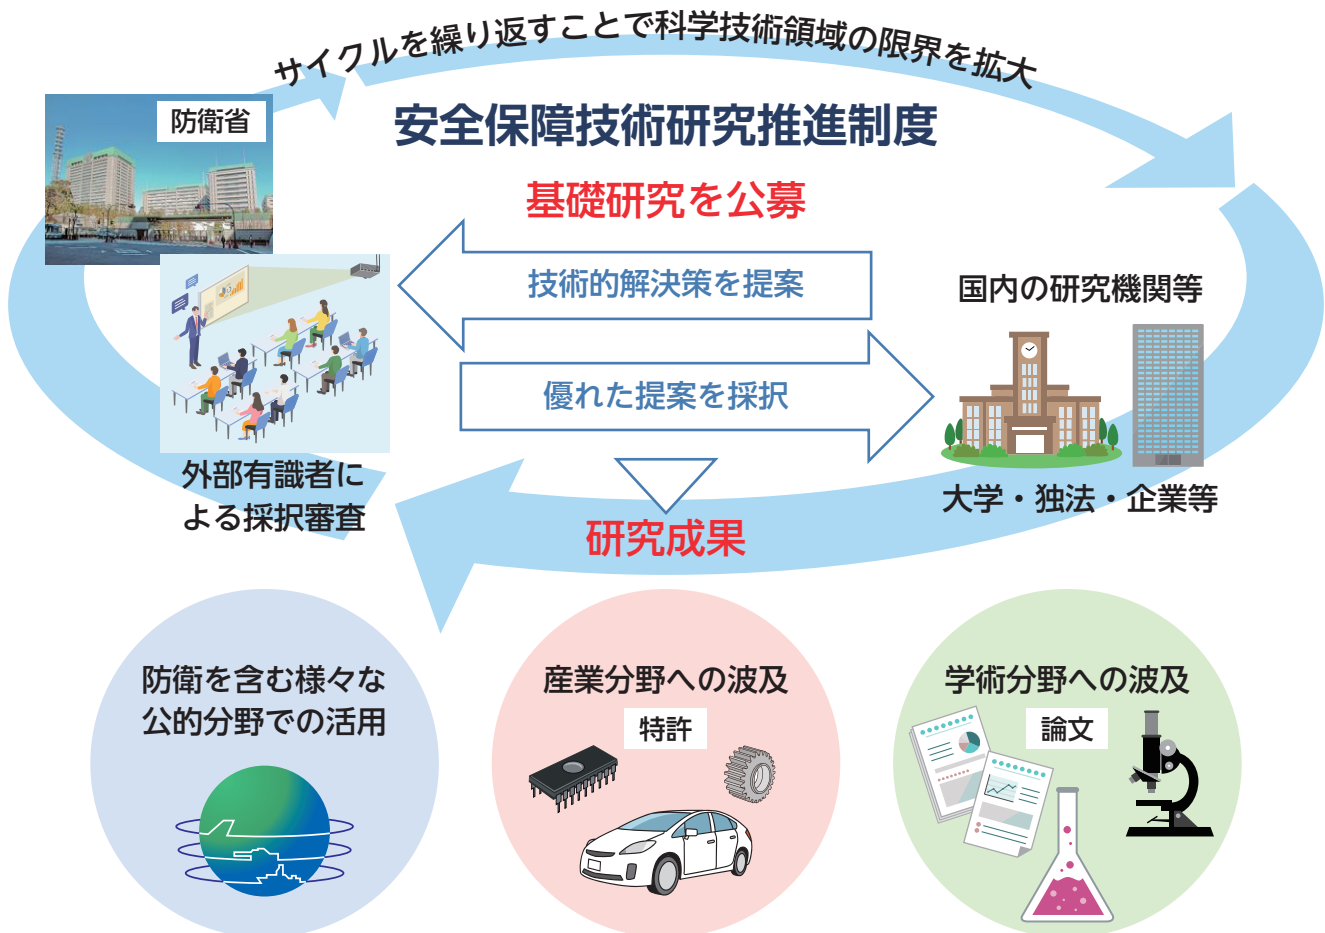 サイクルを繰り返すことで科学技術領域の限界を拡大
防衛省
安全保障技術研究推進制度
基礎研究を公募
技術的解決策を提案
国内の研究機関等
優れた提案を採択
外部有識者に
よる採択審査
大学・独法・企業等
研究成果
防衛を含む様々な
公的分野での活用
産業分野への波及
特許
学術分野への波及
論文